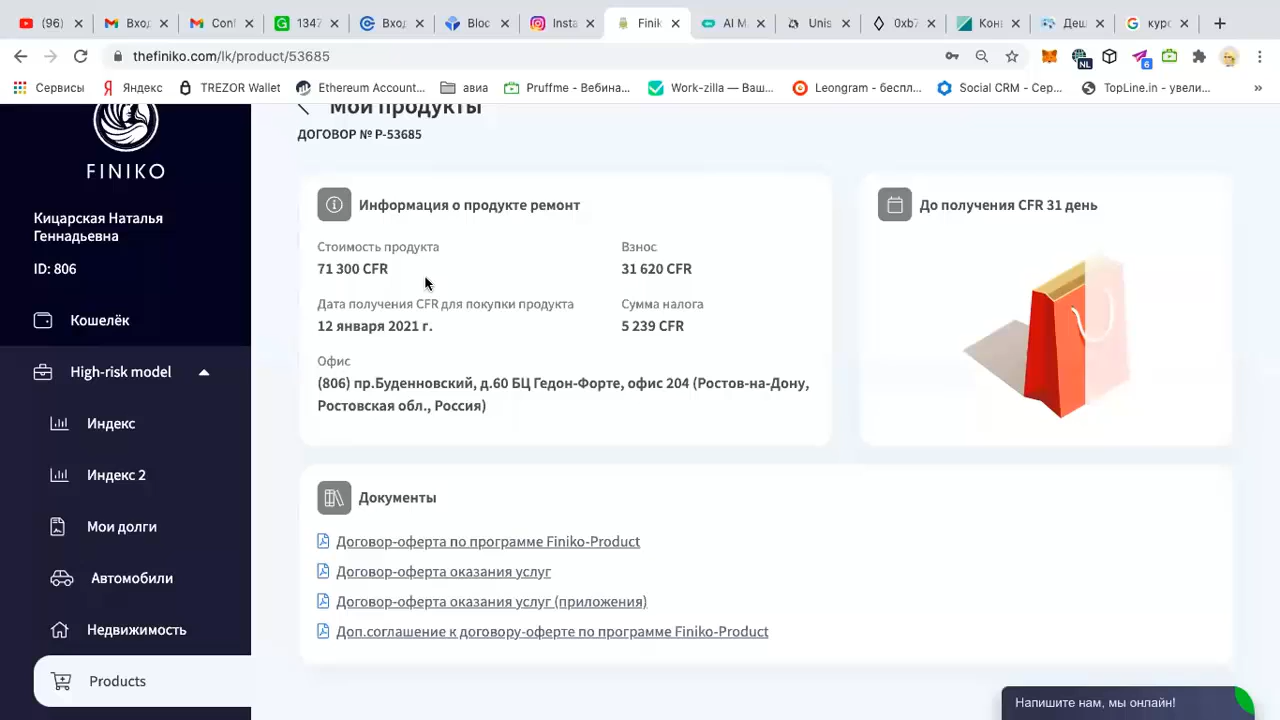 (96)
Вход
Conf
1347
Вход
Bloc
Insta
Finik
AI M
Unis
0xb7
Конц
Деш
курс
thefiniko.com/lk/product/53685
NL
6
Сервисы
Яндекс
TREZOR Wallet
Ethereum Account...
авиа
Pruffme - Вебина...
Work-zilla — Ваш...
Leongram - беспл...
Social CRM - Сер...
TopLine.in - увели...
»
FINIKO
Кицарская Наталья
Геннадьевна
ID: 806
Кошелёк
High-risk model
Индекс
Индекс 2
Мои долги
Автомобили
Недвижимость
Products
Мои продукты
ДОГОВОР № P-53685
Информация о продукте ремонт
Стоимость продукта
71 300 CFR
Взнос
31 620 CFR
Дата получения CFR для покупки продукта
12 января 2021 г.
Сумма налога
5 239 CFR
Офис
(806) пр.Буденновский, д.60 БЦ Гедон-Форте, офис 204 (Ростов-на-Дону,
Ростовская обл., Россия)
До получения CFR 31 день
Документы
Договор-оферта по программе Finiko-Product
Договор-оферта оказания услуг
Договор-оферта оказания услуг (приложения)
Доп.соглашение к договору-оферте по программе Finiko-Product
Напишите нам, мы онлайн!